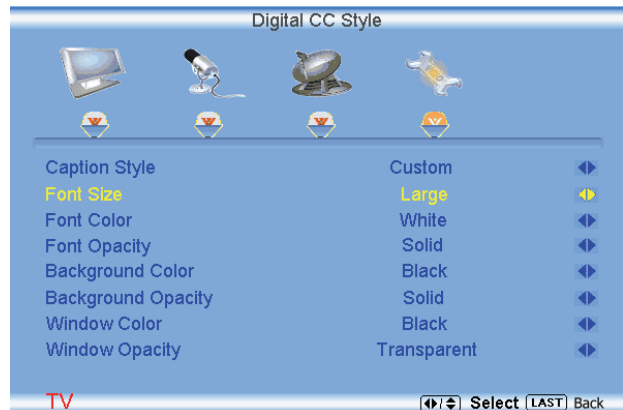 Digital CC Style
Caption Style Custom
Font Size Large
Font Color White
Font Opacity Solid
Background Color Black
Background Opacity Solid
Window Color Black
Window Opacity Transparent
TV Select LAST Back